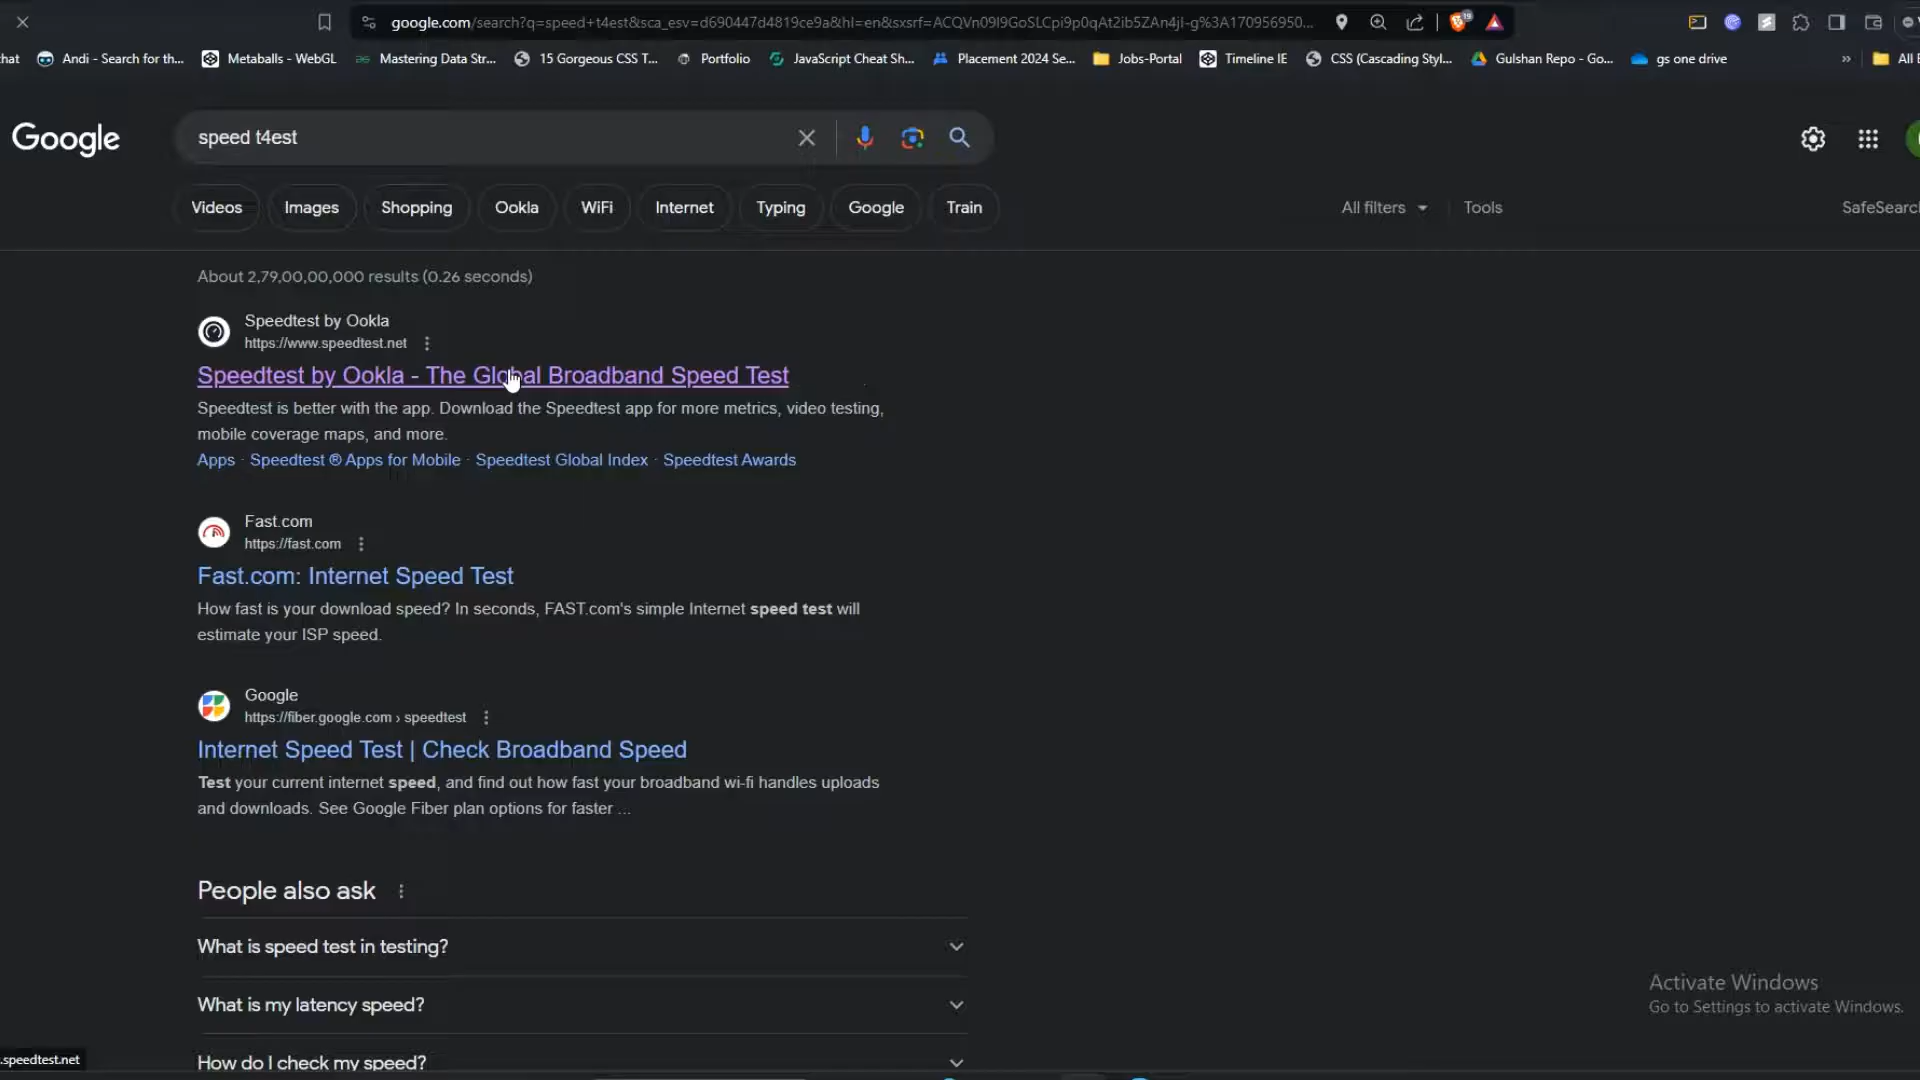 google.com/search?q=speed+t4est&sca_esv=d690447d4819ce9a&hl=en&sxsrf=ACQVn09I9GoSLCpi9p0qAt2ib5ZAn4jl-g%3A170956950...
hat Andi - Search for th... Metaballs - WebGL Mastering Data Str... 15 Gorgeous CSS T... Portfolio JavaScript Cheat Sh... Placement 2024 Se... Jobs-Portal Timeline IE CSS (Cascading Styl... Gulshan Repo - Go... gs one drive » All
Google speed t4est
Videos Images Shopping Ookla WiFi Internet Typing Google Train All filters Tools SafeSearch
About 2,79,00,00,000 results (0.26 seconds)
Speedtest by Ookla
https://www.speedtest.net
Speedtest by Ookla - The Global Broadband Speed Test
Speedtest is better with the app. Download the Speedtest app for more metrics, video testing,
mobile coverage maps, and more.
Apps · Speedtest ® Apps for Mobile · Speedtest Global Index · Speedtest Awards
Fast.com
https://fast.com
Fast.com: Internet Speed Test
How fast is your download speed? In seconds, FAST.com's simple Internet speed test will
estimate your ISP speed.
Google
https://fiber.google.com › speedtest
Internet Speed Test | Check Broadband Speed
Test your current internet speed, and find out how fast your broadband wi-fi handles uploads
and downloads. See Google Fiber plan options for faster ...
People also ask
What is speed test in testing?
What is my latency speed?
How do I check my speed?
Activate Windows
Go to Settings to activate Windows.
.speedtest.net